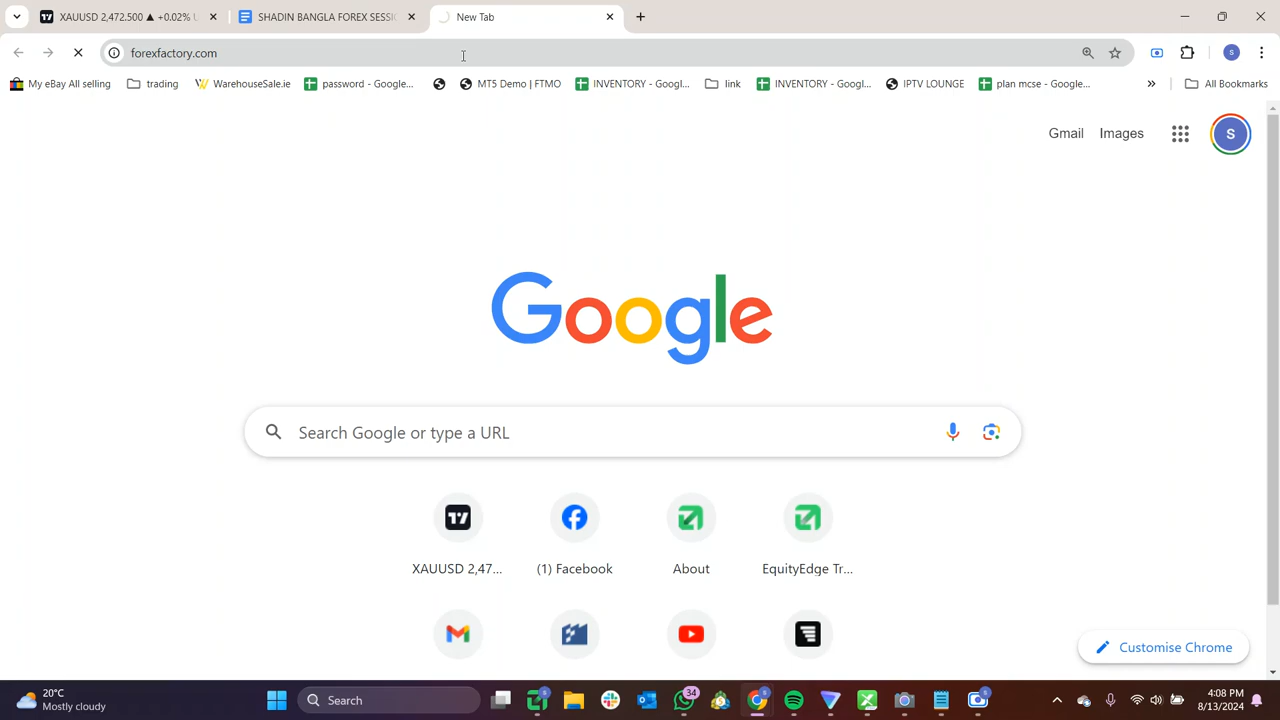 XAUUSD 2,472.500 ▲ +0.02%
SHADIN BANGLA FOREX SESSI
New Tab
forexfactory.com
My eBay All selling
trading
WarehouseSale.ie
password - Google...
MT5 Demo | FTMO
INVENTORY - Googl...
link
INVENTORY - Googl...
IPTV LOUNGE
plan mcse - Google...
All Bookmarks
Gmail
Images
S
Google
Search Google or type a URL
XAUUSD 2,47...
(1) Facebook
About
EquityEdge Tr...
Customise Chrome
20°C
Mostly cloudy
Search
34
4:08 PM
8/13/2024